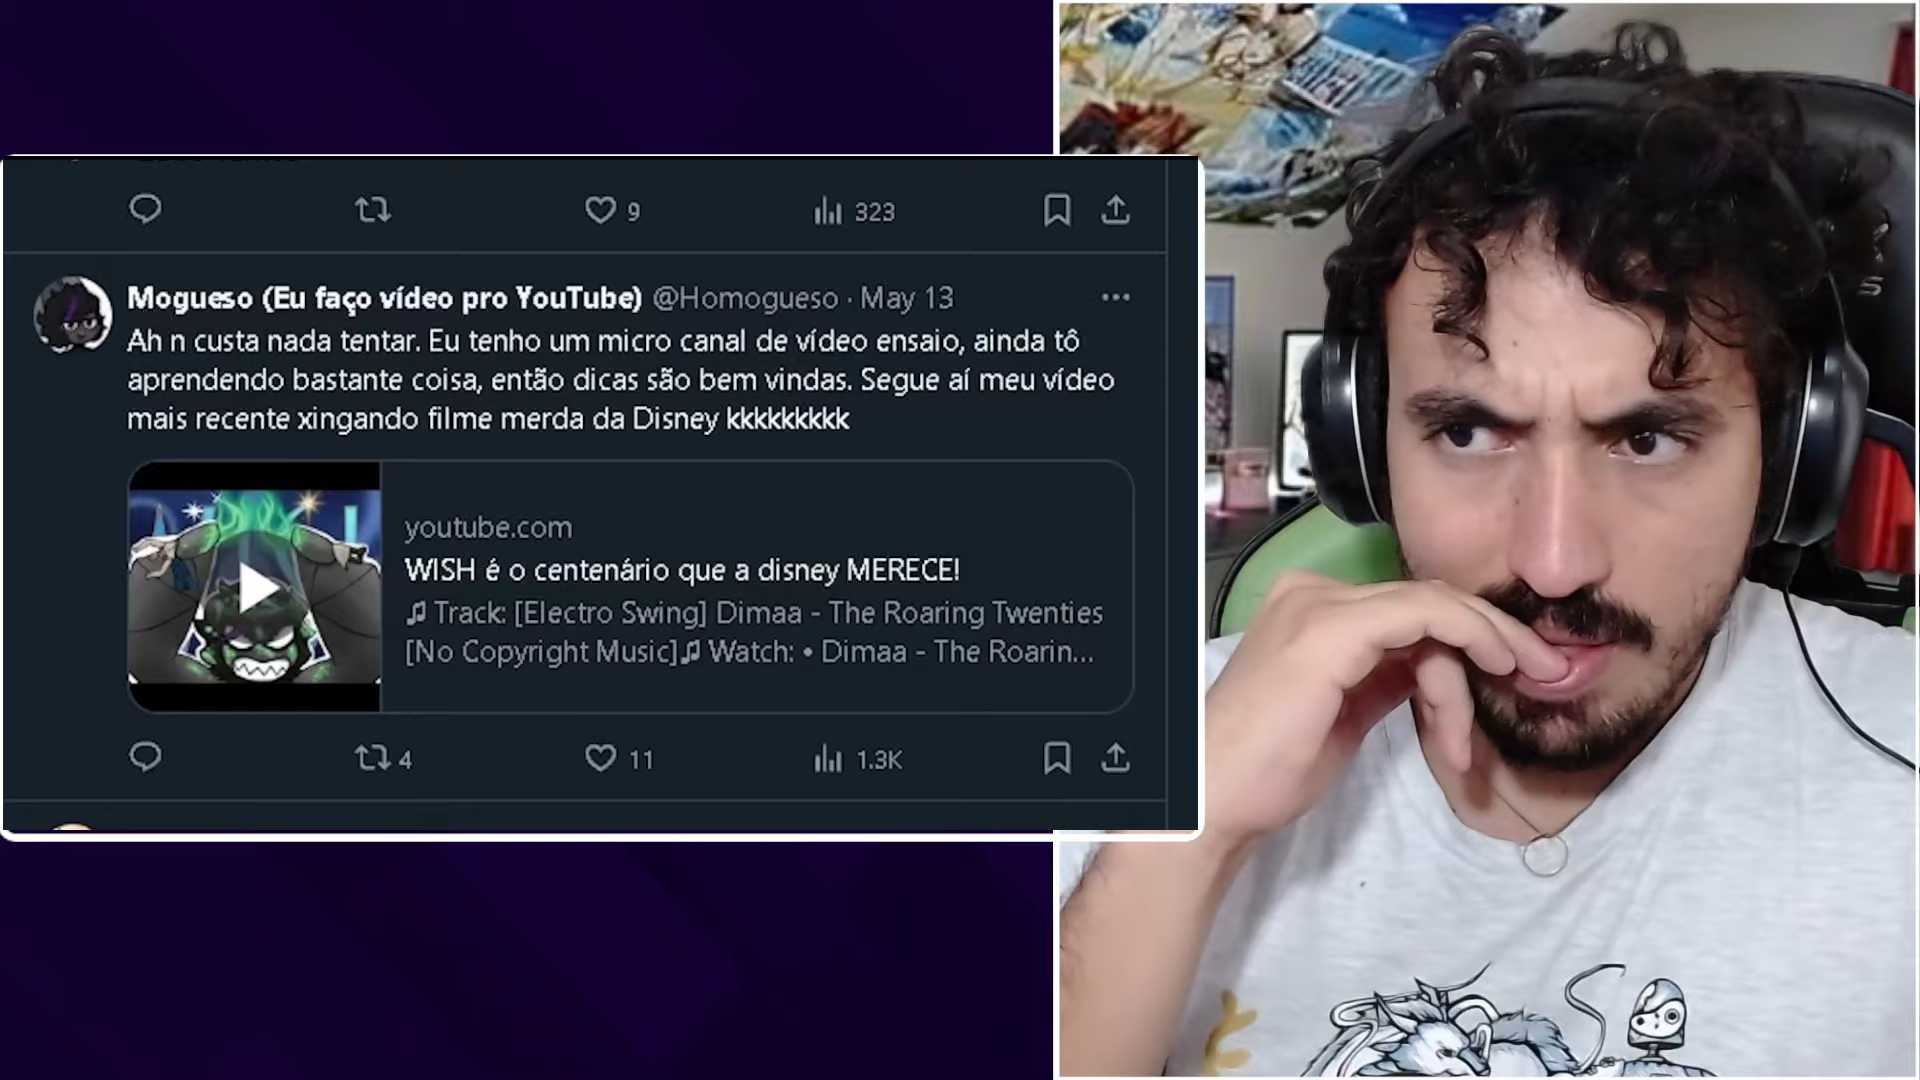 9
323
Mogueso (Eu faço vídeo pro YouTube) @Homogueso · May 13
Ah n custa nada tentar. Eu tenho um micro canal de vídeo ensaio, ainda tô
aprendendo bastante coisa, então dicas são bem vindas. Segue aí meu vídeo
mais recente xingando filme merda da Disney kkkkkkkkk
youtube.com
WISH é o centenário que a disney MERECE!
♫ Track: [Electro Swing] Dimaa - The Roaring Twenties
[No Copyright Music]♫ Watch: • Dimaa - The Roarin...
4
11
1.3K